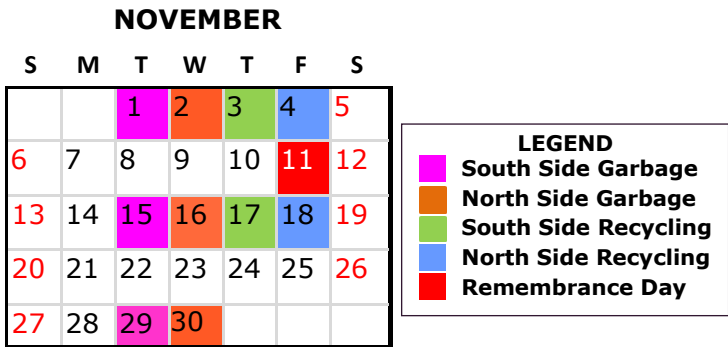 NOVEMBER
S M T W T F S
1 2 3 4 5
6 7 8 9 10 11 12
13 14 15 16 17 18 19
20 21 22 23 24 25 26
27 28 29 30
LEGEND
South Side Garbage
North Side Garbage
South Side Recycling
North Side Recycling
Remembrance Day